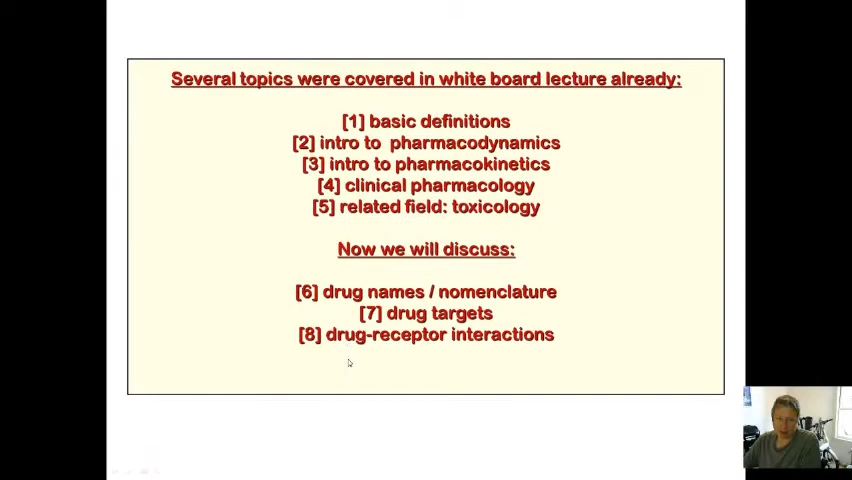 Several topics were covered in white board lecture already:
[1] basic definitions
[2] intro to pharmacodynamics
[3] intro to pharmacokinetics
[4] clinical pharmacology
[5] related field: toxicology
Now we will discuss:
[6] drug names / nomenclature
[7] drug targets
[8] drug-receptor interactions